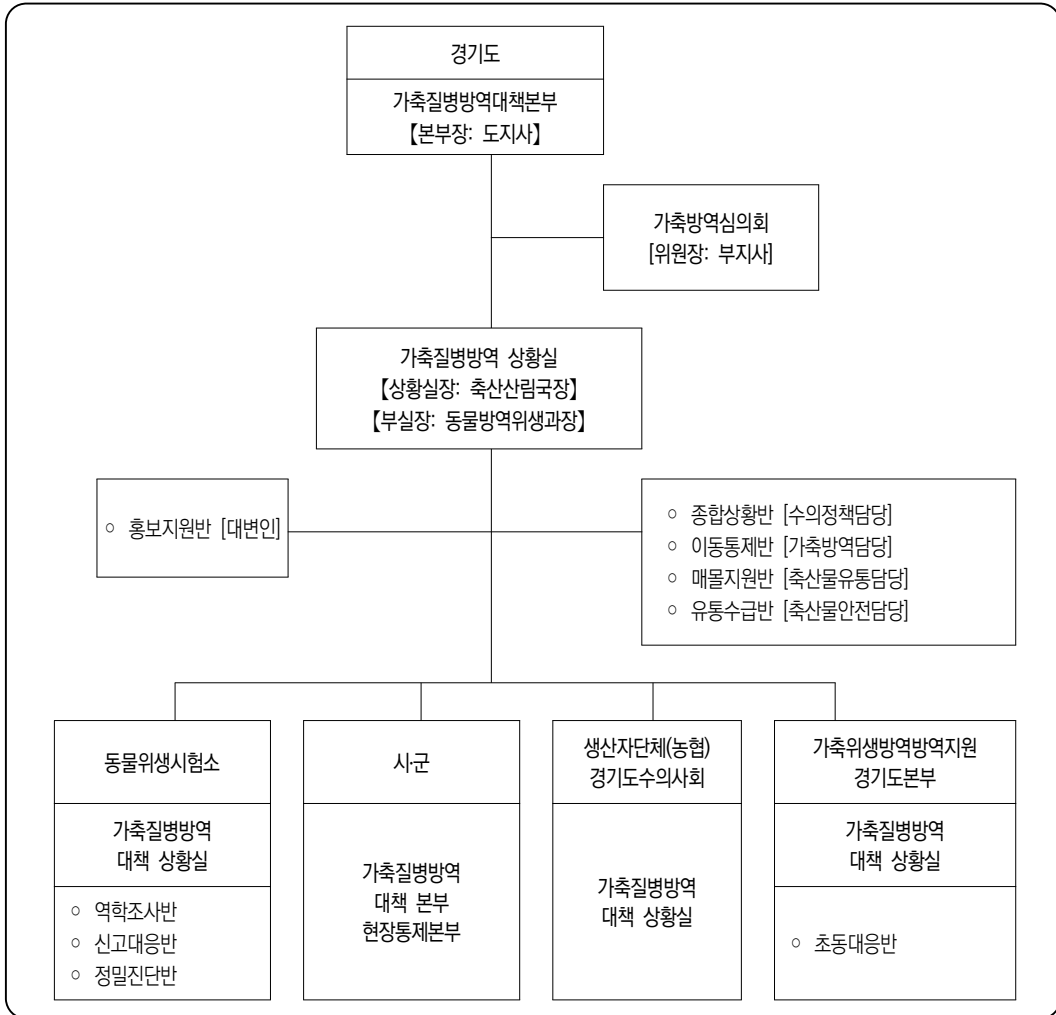 경기도
가축질병방역대책본부
【본부장: 도지사】
가축방역심의회
[위원장: 부지사]
가축질병방역 상황실
【상황실장: 축산산림국장】
【부실장: 동물방역위생과장】
○ 홍보지원반 [대변인]
○ 종합상황반 [수의정책담당]
○ 이동통제반 [가축방역담당]
○ 매몰지원반 [축산물유통담당]
○ 유통수급반 [축산물안전담당]
동물위생시험소
가축질병방역
대책 상황실
○ 역학조사반
○ 신고대응반
○ 정밀진단반
시·군
가축질병방역
대책 본부
현장통제본부
생산자단체(농협)
경기도수의사회
가축질병방역
대책 상황실
가축위생방역방역지원
경기도본부
가축질병방역
대책 상황실
○ 초동대응반